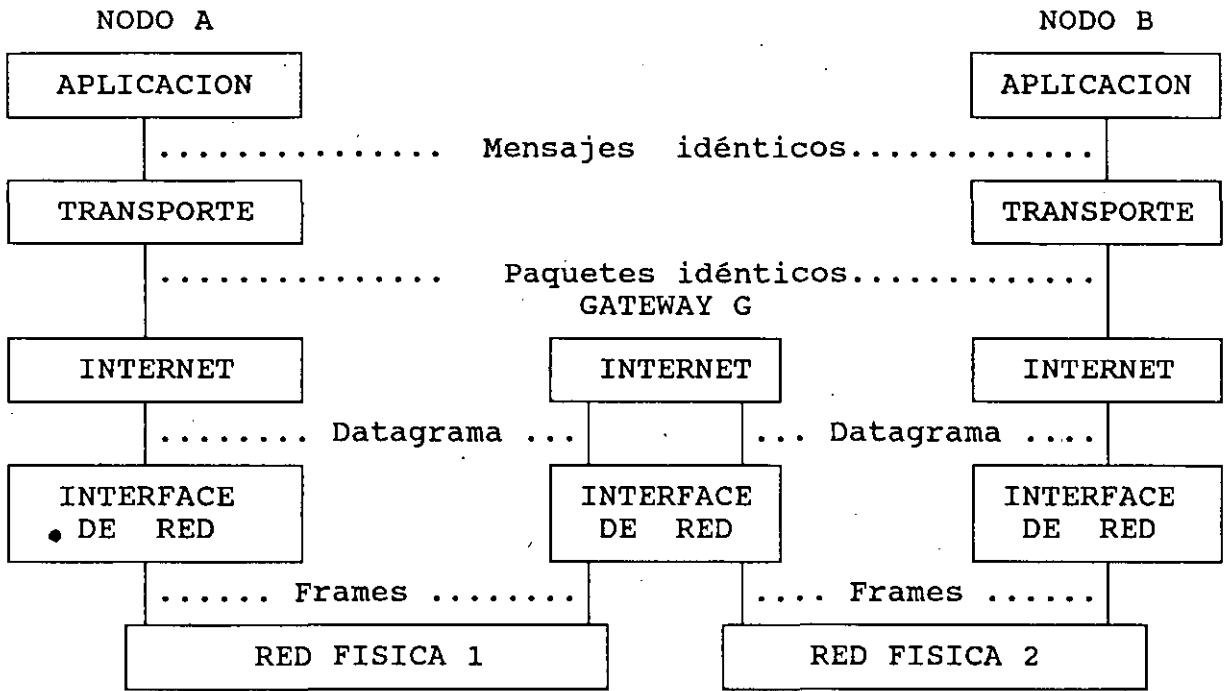 NODO A NODO B
APLICACION APLICACION
............... Mensajes idénticos.............
TRANSPORTE TRANSPORTE
............... Paquetes idénticos.............
GATEWAY G
INTERNET INTERNET INTERNET
........ Datagrama ... ... Datagrama ....
INTERFACE INTERFACE INTERFACE
DE RED DE RED DE RED
...... Frames ........ .... Frames ......
RED FISICA 1 RED FISICA 2